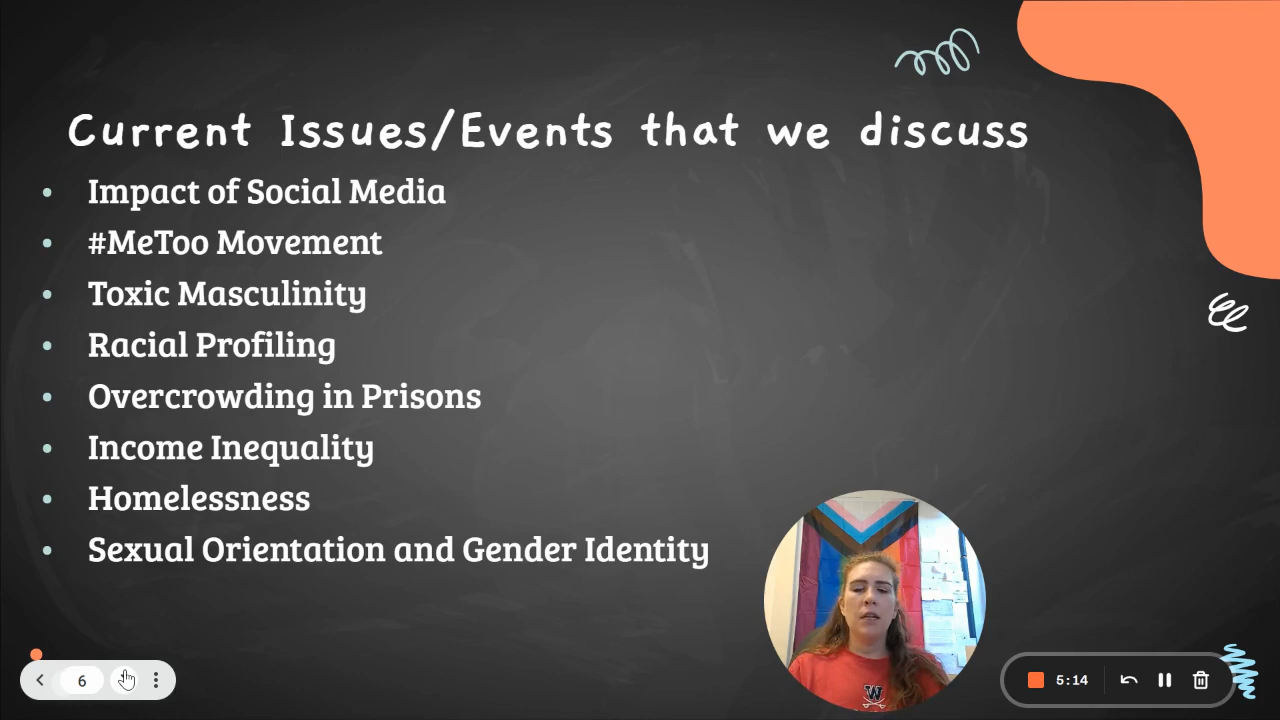 Current Issues/Events that we discuss
Impact of Social Media
#MeToo Movement
Toxic Masculinity
Racial Profiling
Overcrowding in Prisons
Income Inequality
Homelessness
Sexual Orientation and Gender Identity
W
6
5:14